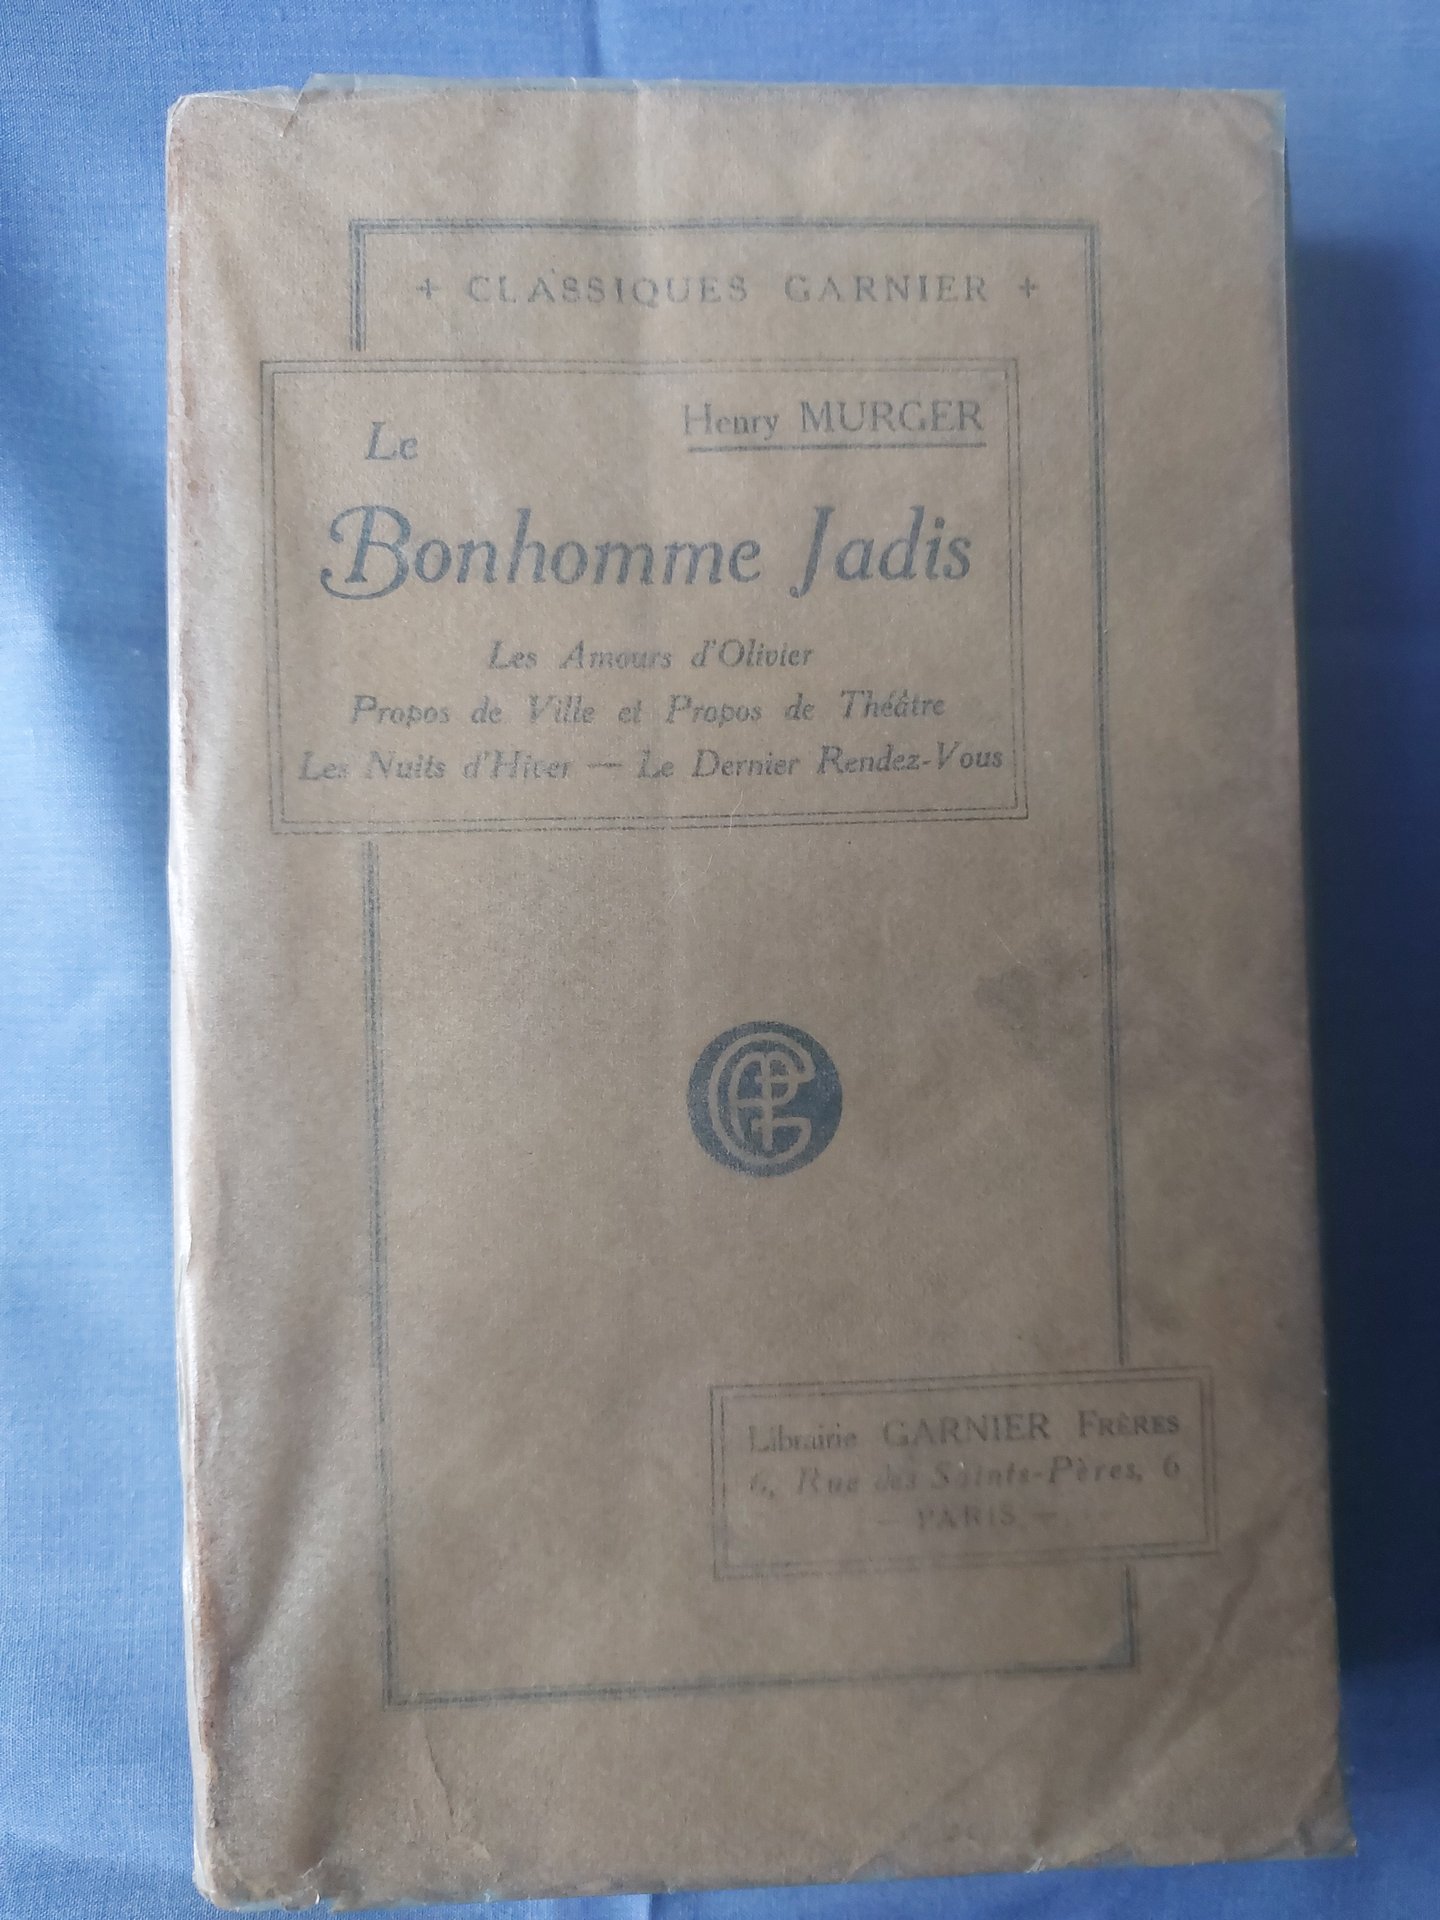 + CLASSIQUES GARNIER +
Henry MURGER
Le
Bonhomme Jadis
Les Amours d'Olivier
Propos de Ville et Propos de Théâtre
Les Nuits d'Hiver — Le Dernier Rendez-Vous
Librairie GARNIER FRÈRES
6, Rue des Saints-Pères, 6
— PARIS —